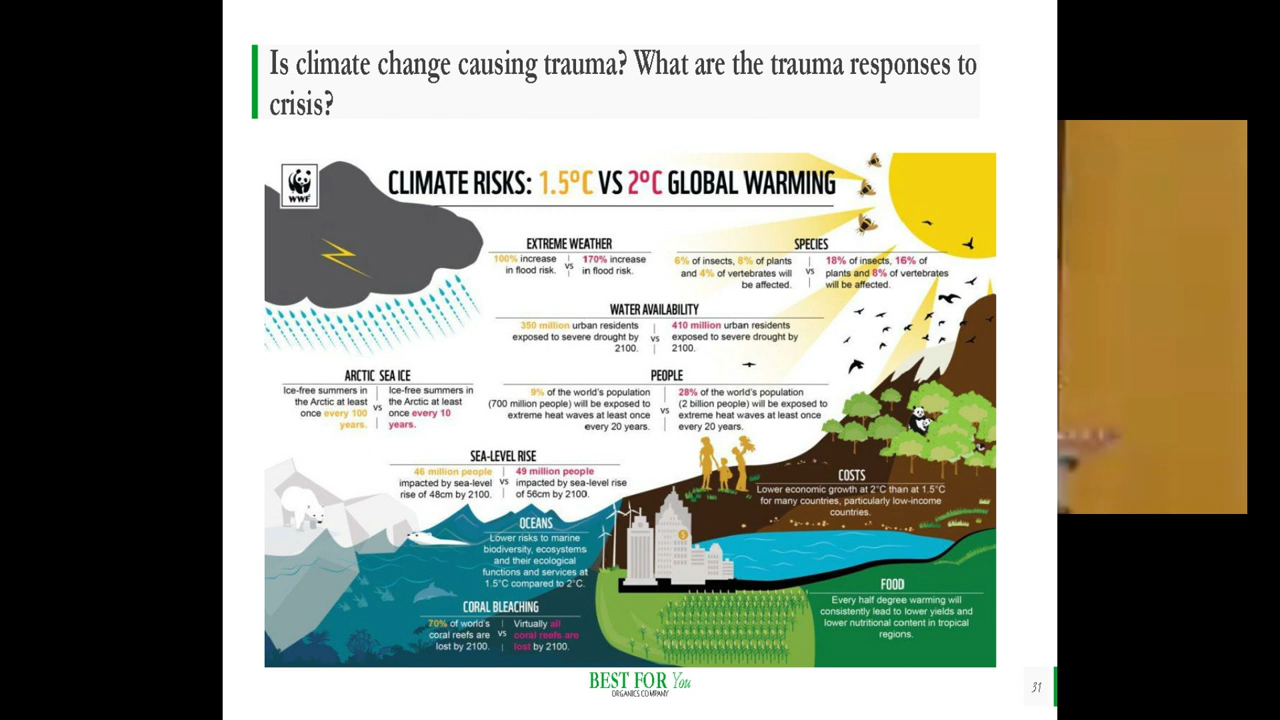 Is climate change causing trauma? What are the trauma responses to
crisis?
WWF
CLIMATE RISKS: 1.5°C VS 2°C GLOBAL WARMING
EXTREME WEATHER
100% increase
in flood risk.
vs
170% increase
in flood risk.
SPECIES
6% of insects, 8% of plants
and 4% of vertebrates will
be affected.
vs
18% of insects, 16% of
plants and 8% of vertebrates
will be affected.
WATER AVAILABILITY
350 million urban residents
exposed to severe drought by
2100.
vs
410 million urban residents
exposed to severe drought by
2100.
ARCTIC SEA ICE
Ice-free summers in
the Arctic at least
once every 100
years.
vs
Ice-free summers in
the Arctic at least
once every 10
years.
PEOPLE
9% of the world's population
(700 million people) will be exposed to
extreme heat waves at least once
every 20 years.
vs
28% of the world's population
(2 billion people) will be exposed to
extreme heat waves at least once
every 20 years.
SEA-LEVEL RISE
46 million people
impacted by sea-level
rise of 48cm by 2100.
vs
49 million people
impacted by sea-level rise
of 56cm by 2100.
COSTS
Lower economic growth at 2°C than at 1.5°C
for many countries, particularly low-income
countries.
OCEANS
Lower risks to marine
biodiversity, ecosystems
and their ecological
functions and services at
1.5°C compared to 2°C.
$
FOOD
Every half degree warming will
consistently lead to lower yields and
lower nutritional content in tropical
regions.
CORAL BLEACHING
70% of world's
coral reefs are
lost by 2100.
vs
Virtually all
coral reefs are
lost by 2100.
BEST FOR You
ORGANICS COMPANY
31